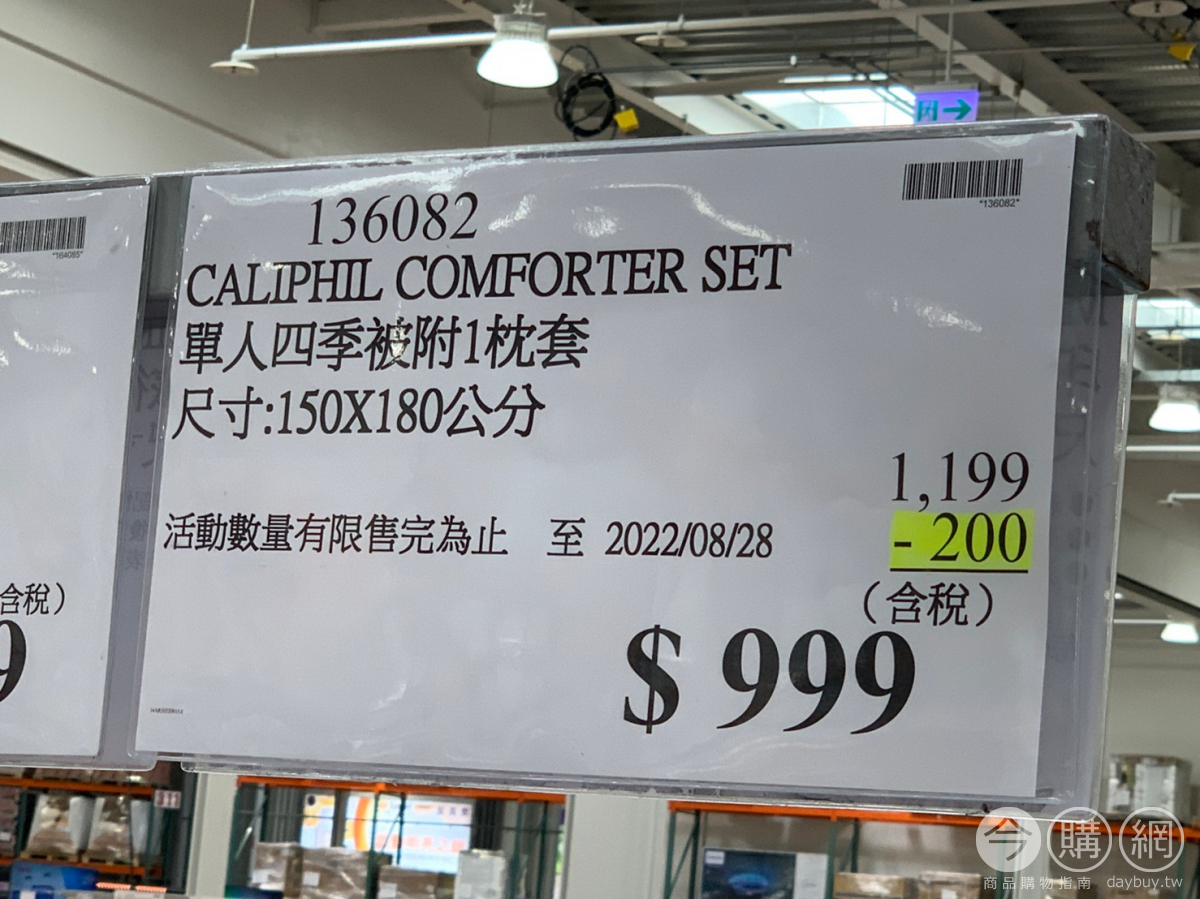 136082
*136082*
CALIPHIL COMFORTER SET
單人四季被附1枕套
尺寸:150X180公分
1,199
- 200
活動數量有限售完為止 至 2022/08/28
(含稅)
$ 999
*164085*
含稅)
9
今購網
商品購物指南 daybuy.tw